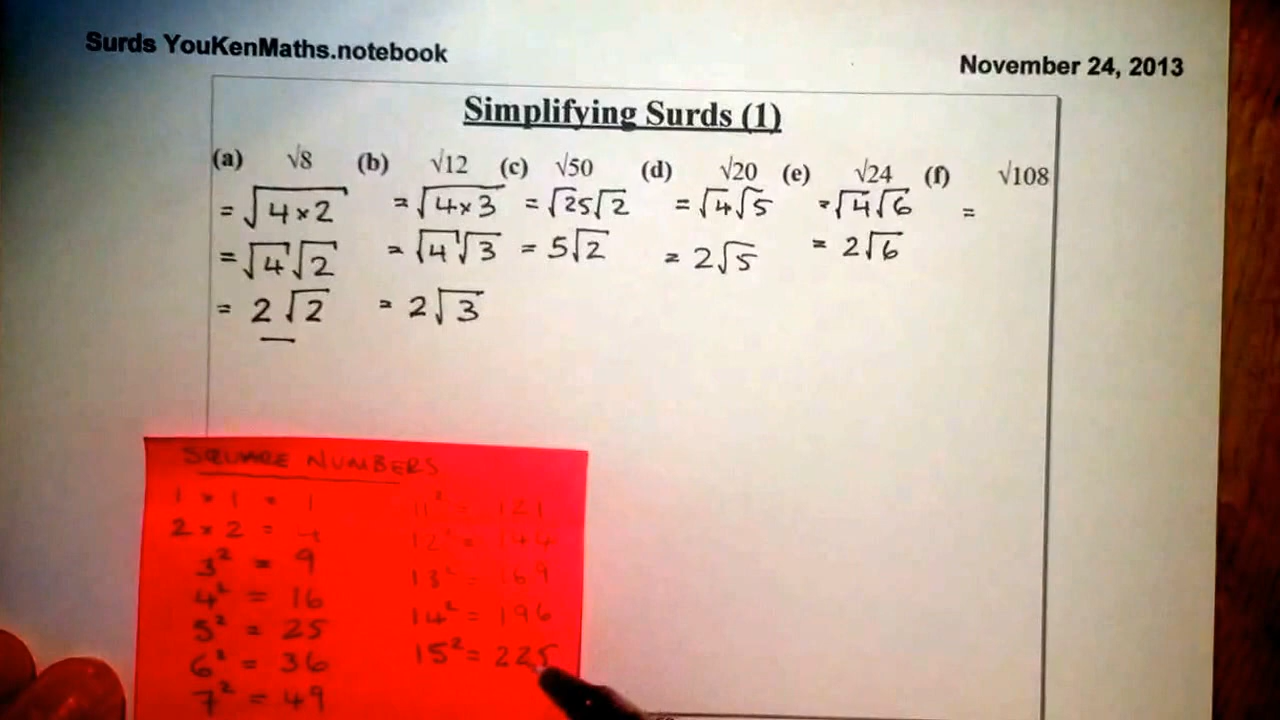 Surds YouKenMaths.notebook
November 24, 2013
Simplifying Surds (1)
(a) √8 (b) √12 (c) √50 (d) √20 (e) √24 (f) √108
= √4×2 = √4×3 = √25√2 = √4√5 = √4√6 =
= √4√2 = √4√3 = 5√2 = 2√5 = 2√6
= 2√2 = 2√3
SQUARE NUMBERS
1 × 1 = 1
2 × 2 = 4
3² = 9
4² = 16
5² = 25
6² = 36
7² = 49
11² = 121
12² = 144
13² = 169
14² = 196
15² = 225